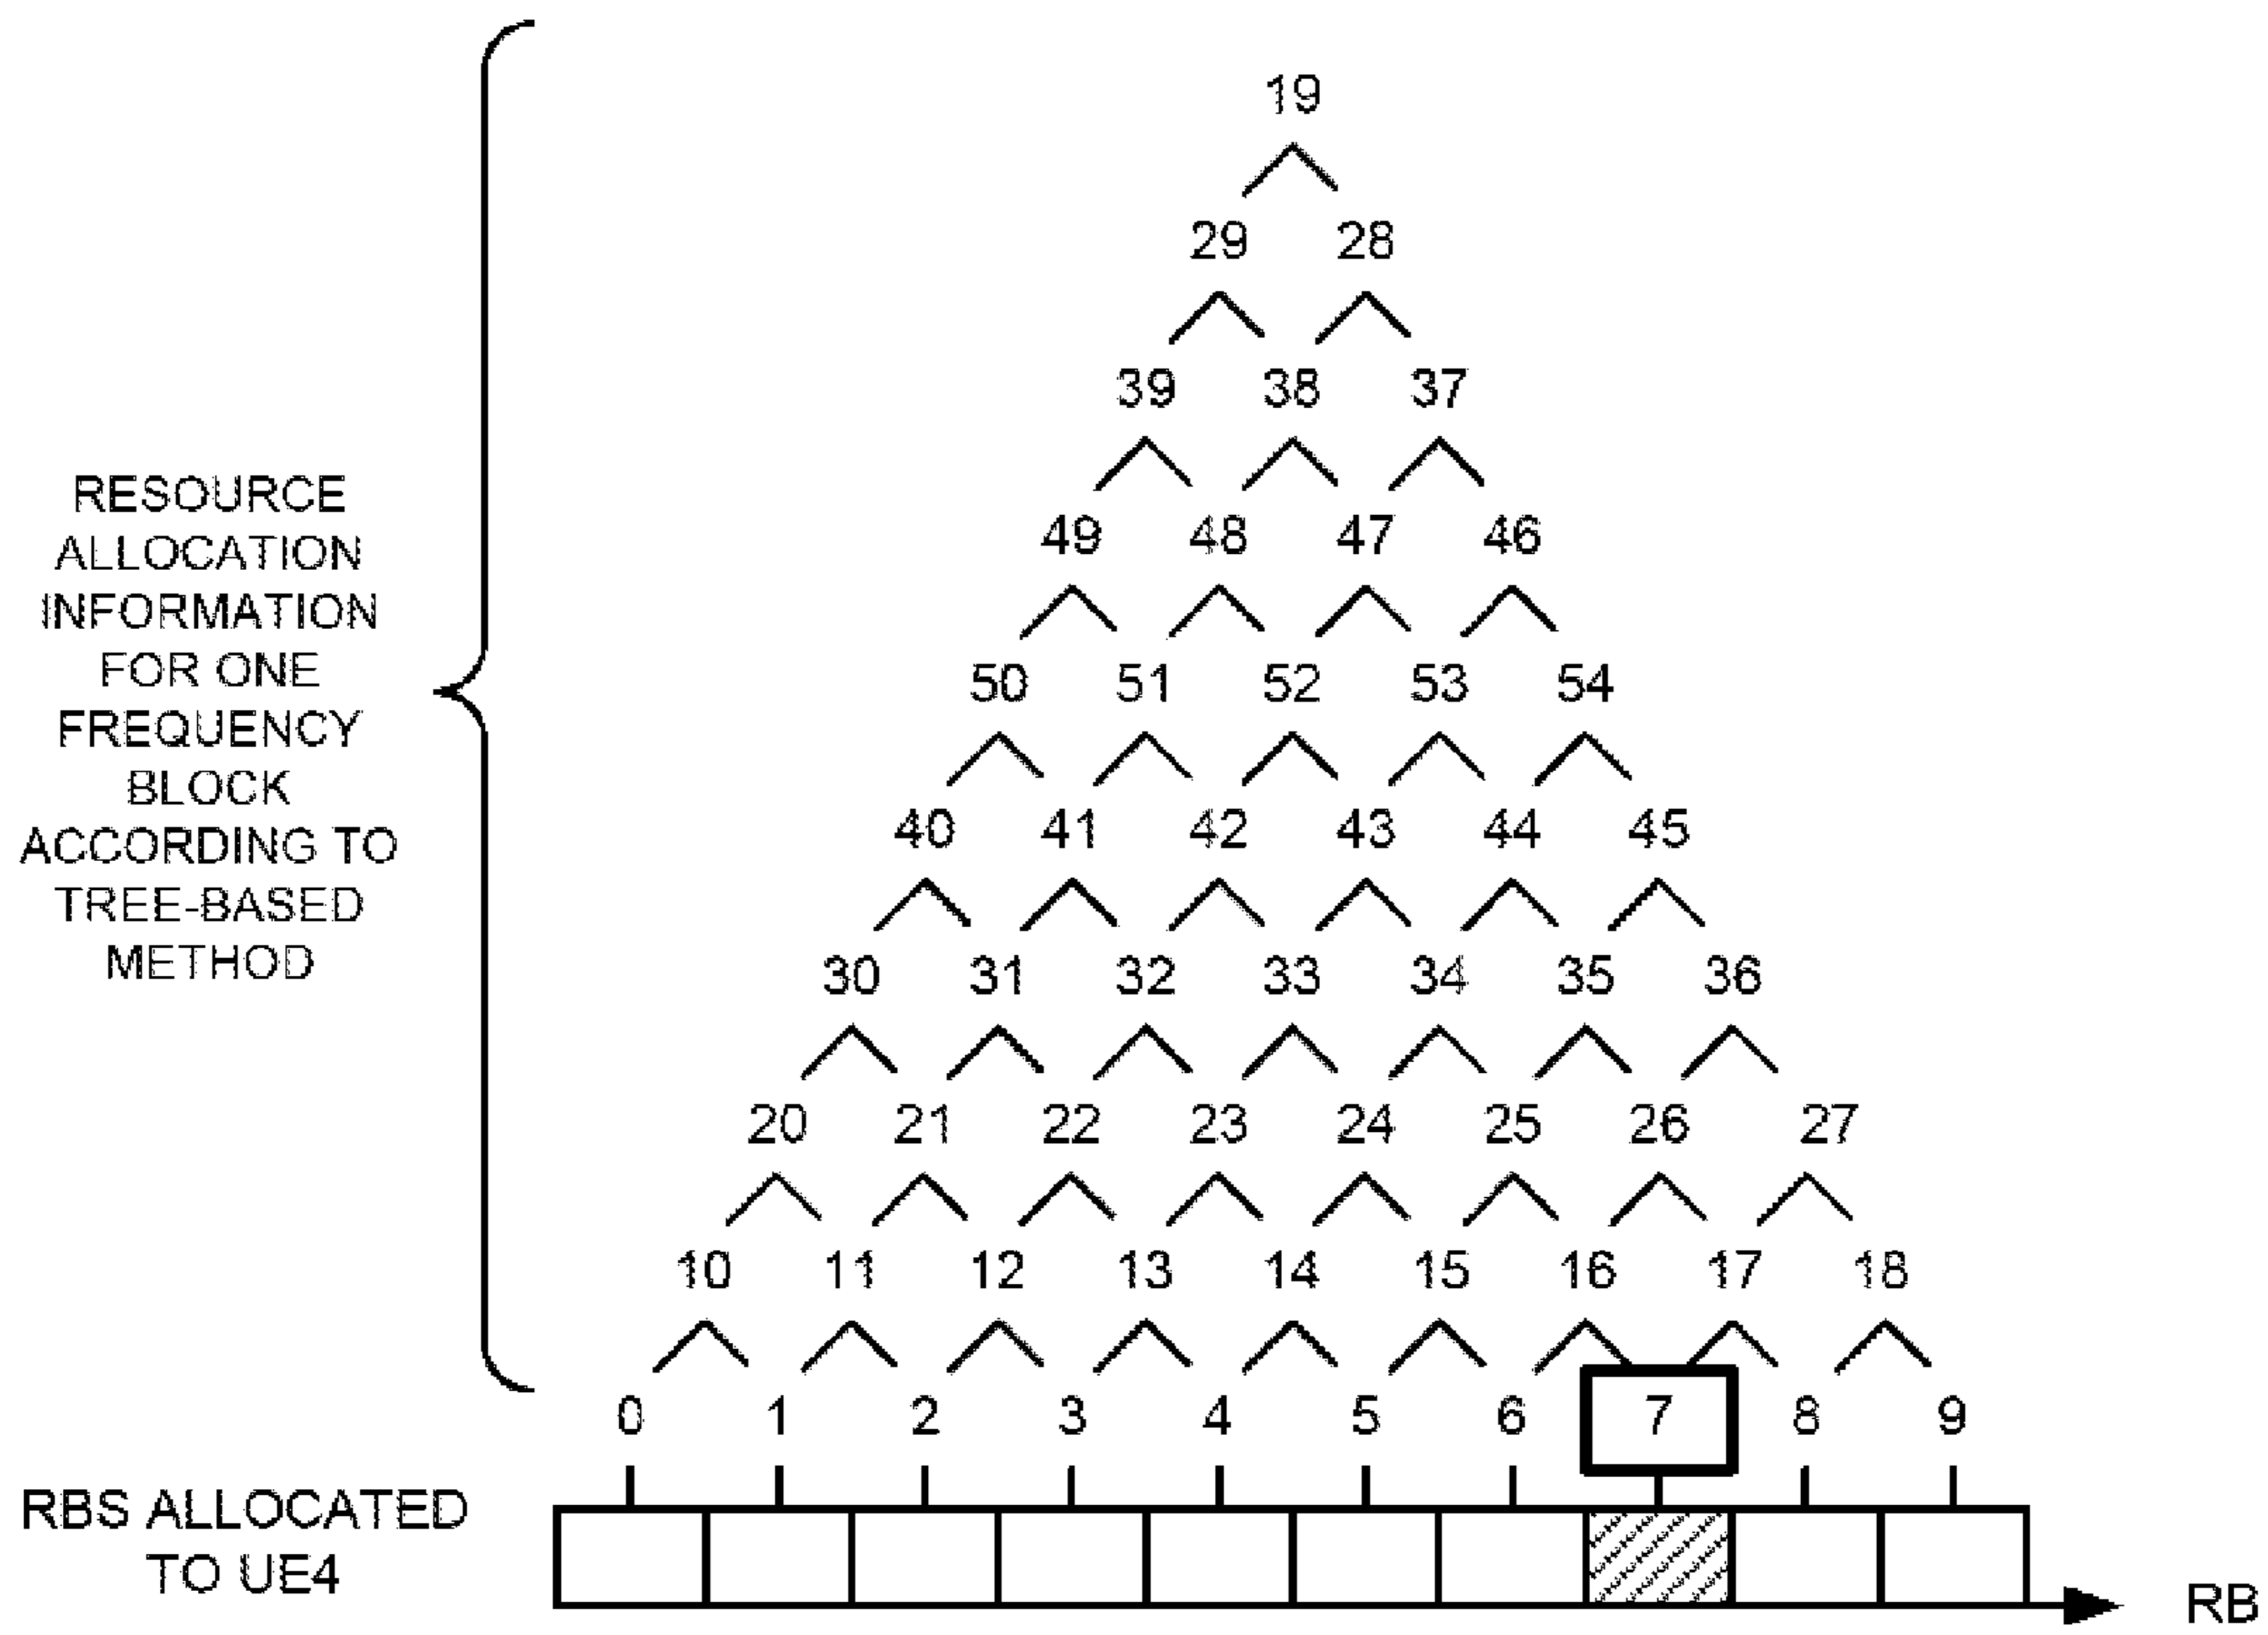 19
29 28
39 38 37
49 48 47 46
50 51 52 53 54
40 41 42 43 44 45
30 31 32 33 34 35 36
20 21 22 23 24 25 26 27
10 11 12 13 14 15 16 17 18
0 1 2 3 4 5 6 7 8 9
RESOURCE
ALLOCATION
INFORMATION
FOR ONE
FREQUENCY
BLOCK
ACCORDING TO
TREE-BASED
METHOD
RBS ALLOCATED
TO UE4
RB